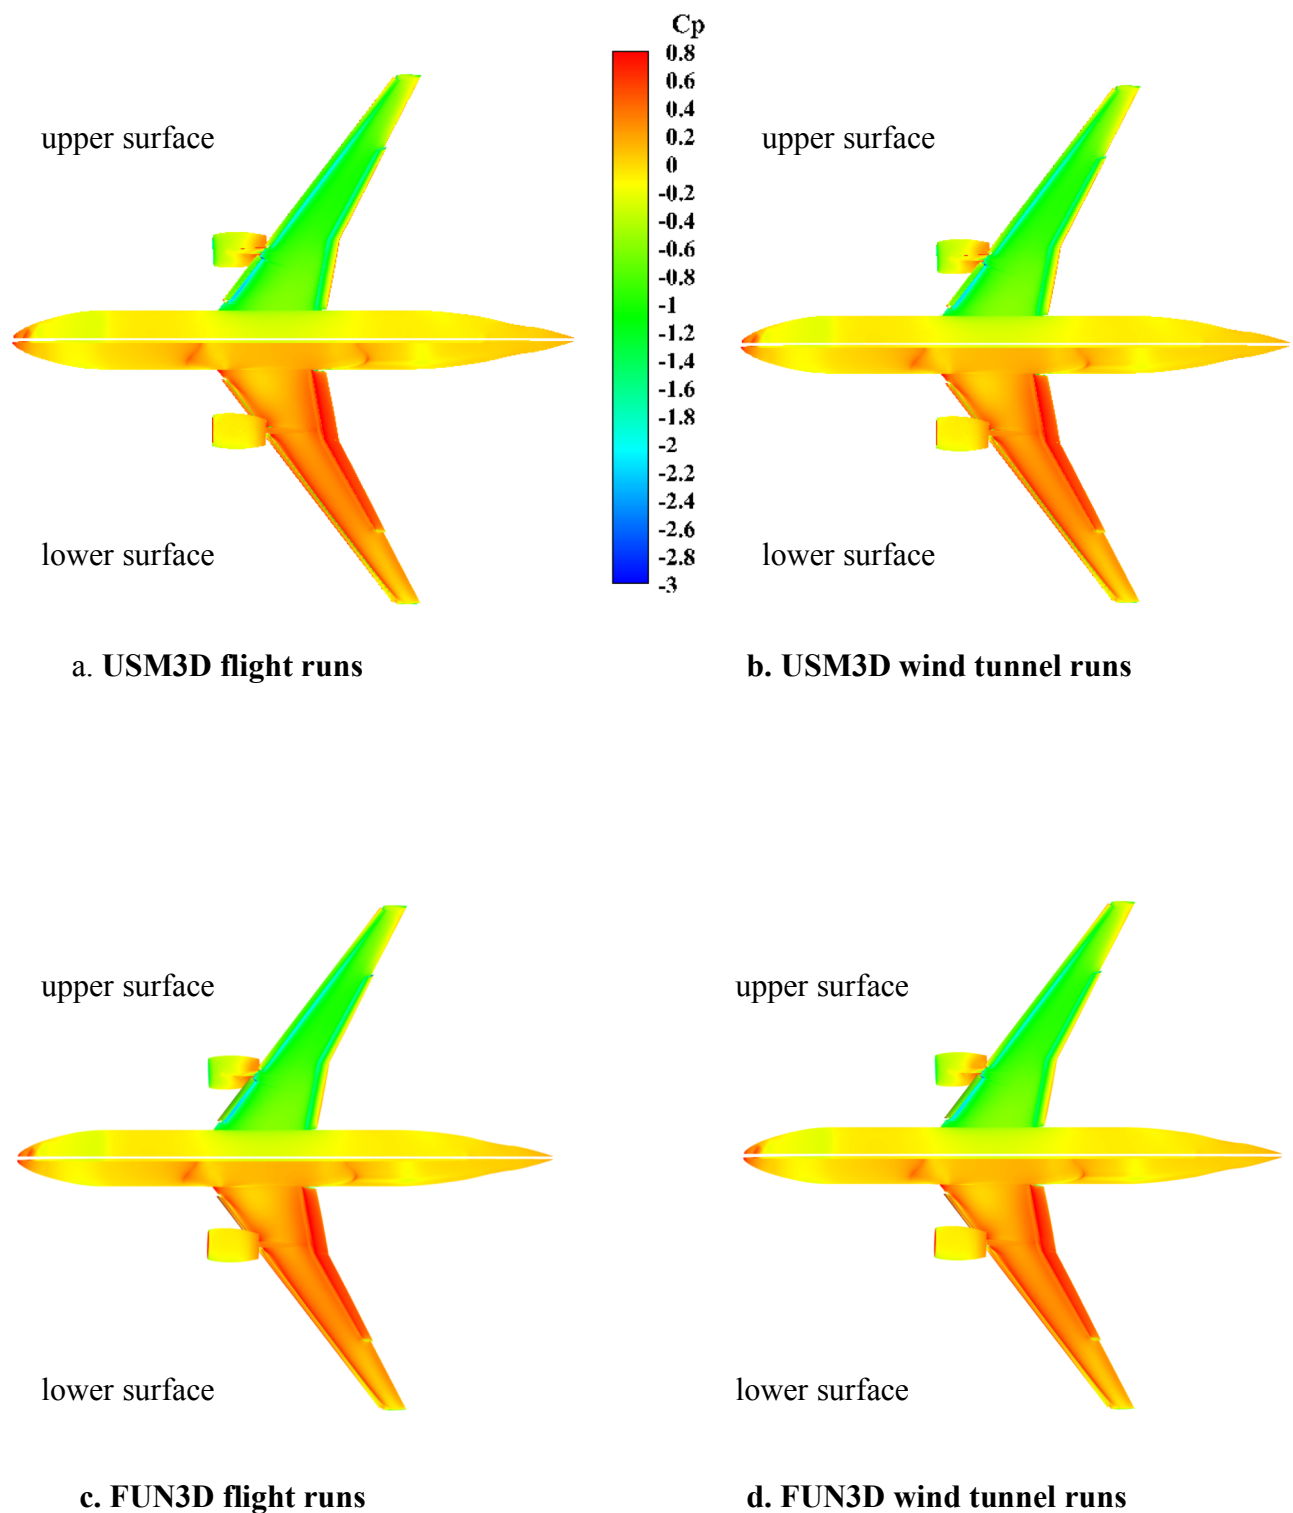 Cp
0.8
0.6
0.4
0.2
0
-0.2
-0.4
-0.6
-0.8
-1
-1.2
-1.4
-1.6
-1.8
-2
-2.2
-2.4
-2.6
-2.8
-3
upper surface
lower surface
a. USM3D flight runs
upper surface
lower surface
b. USM3D wind tunnel runs
upper surface
lower surface
c. FUN3D flight runs
upper surface
lower surface
d. FUN3D wind tunnel runs